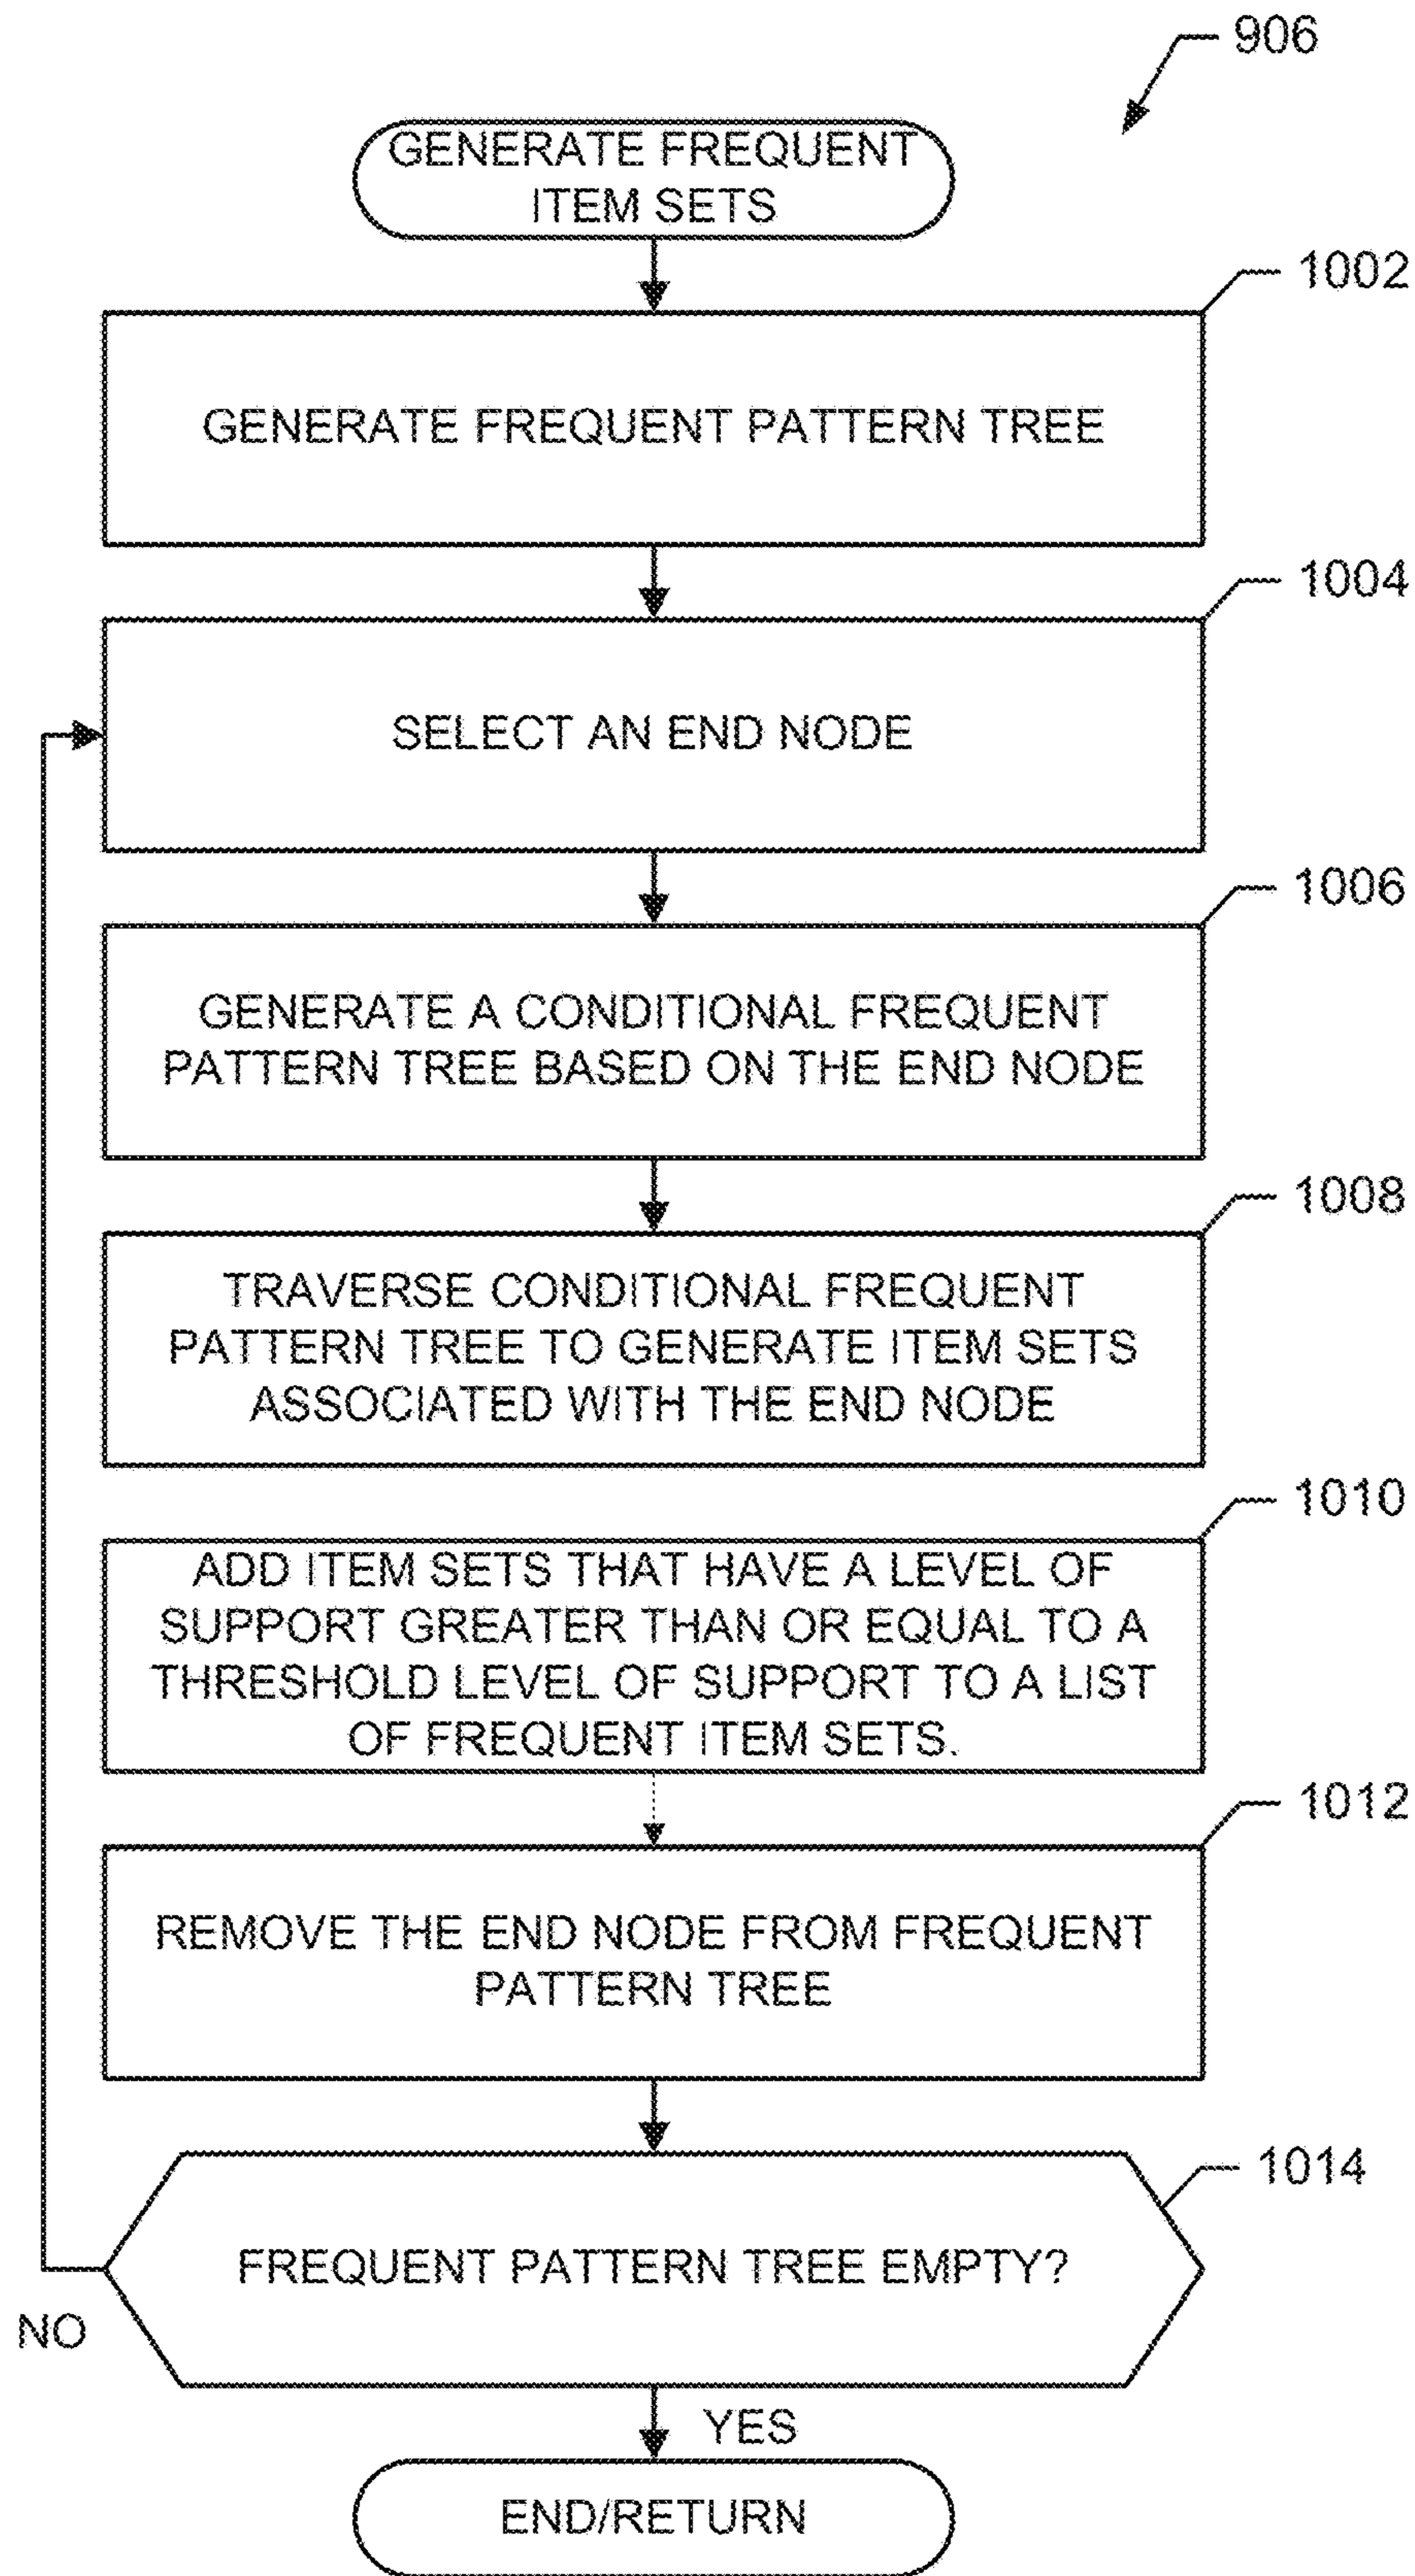 906
GENERATE FREQUENT
ITEM SETS
1002
GENERATE FREQUENT PATTERN TREE
1004
SELECT AN END NODE
1006
GENERATE A CONDITIONAL FREQUENT
PATTERN TREE BASED ON THE END NODE
1008
TRAVERSE CONDITIONAL FREQUENT
PATTERN TREE TO GENERATE ITEM SETS
ASSOCIATED WITH THE END NODE
1010
ADD ITEM SETS THAT HAVE A LEVEL OF
SUPPORT GREATER THAN OR EQUAL TO A
THRESHOLD LEVEL OF SUPPORT TO A LIST
OF FREQUENT ITEM SETS.
1012
REMOVE THE END NODE FROM FREQUENT
PATTERN TREE
1014
FREQUENT PATTERN TREE EMPTY?
NO
YES
END/RETURN